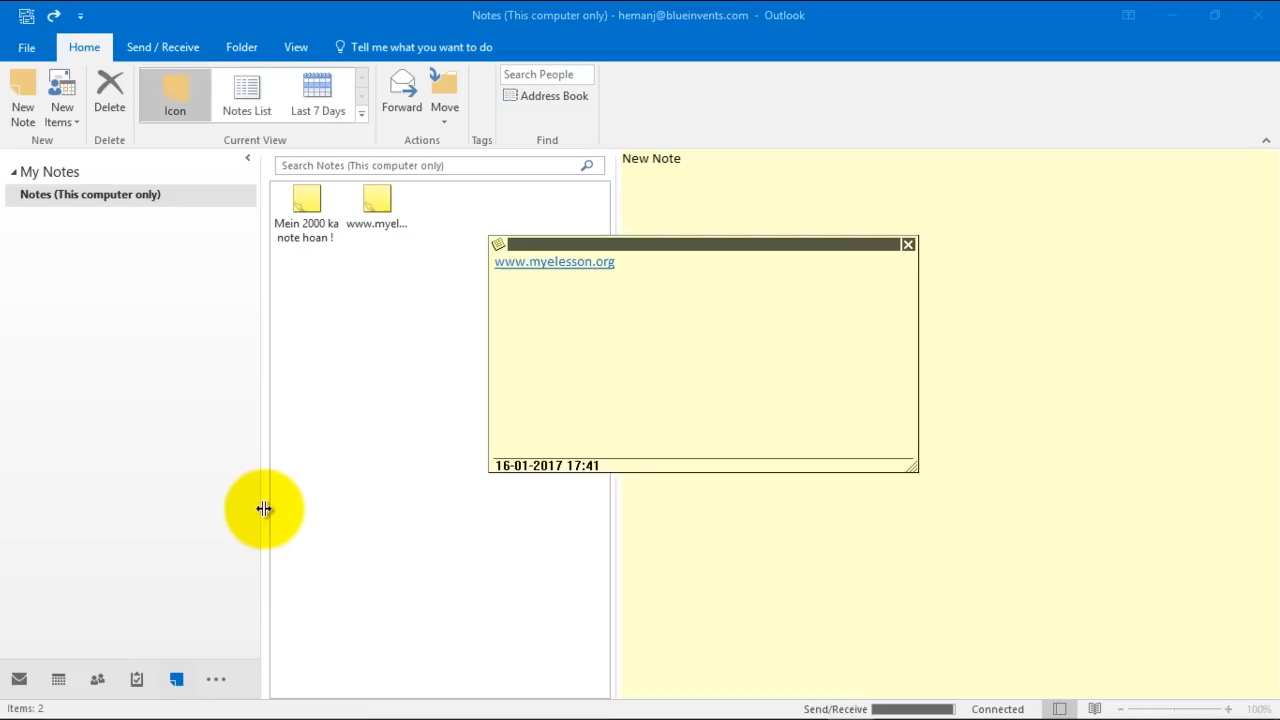 Notes (This computer only) - hemanj@blueinvents.com - Outlook
File
Home
Send / Receive
Folder
View
Tell me what you want to do
New
Note
New
Items
Delete
Icon
Notes List
Last 7 Days
Forward
Move
Search People
Address Book
New
Delete
Current View
Actions
Tags
Find
My Notes
Notes (This computer only)
Search Notes (This computer only)
Mein 2000 ka
note hoan !
www.myel...
New Note
www.myelesson.org
16-01-2017 17:41
Items: 2
Send/Receive
Connected
100%